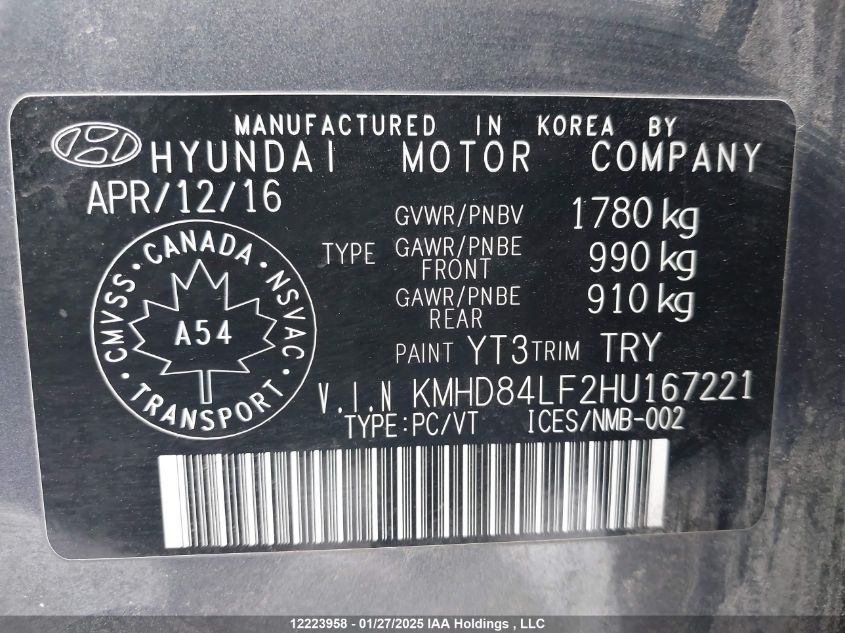 MANUFACTURED IN KOREA BY
HYUNDAI MOTOR COMPANY
APR/12/16
GVWR/PNBV 1780 kg
TYPE GAWR/PNBE FRONT 990 kg
GAWR/PNBE REAR 910 kg
PAINT YT3 TRIM TRY
V.I.N KMHD84LF2HU167221
TYPE:PC/VT ICES/NMB-002
CANADA · NSVAC · TRANSPORT · CMVSS ·
A54
12223958 - 01/27/2025 IAA Holdings , LLC